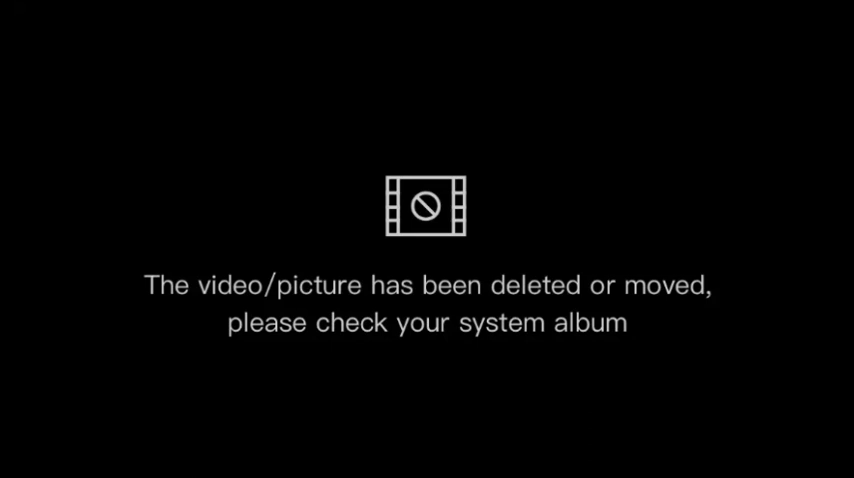 The video/picture has been deleted or moved,
please check your system album